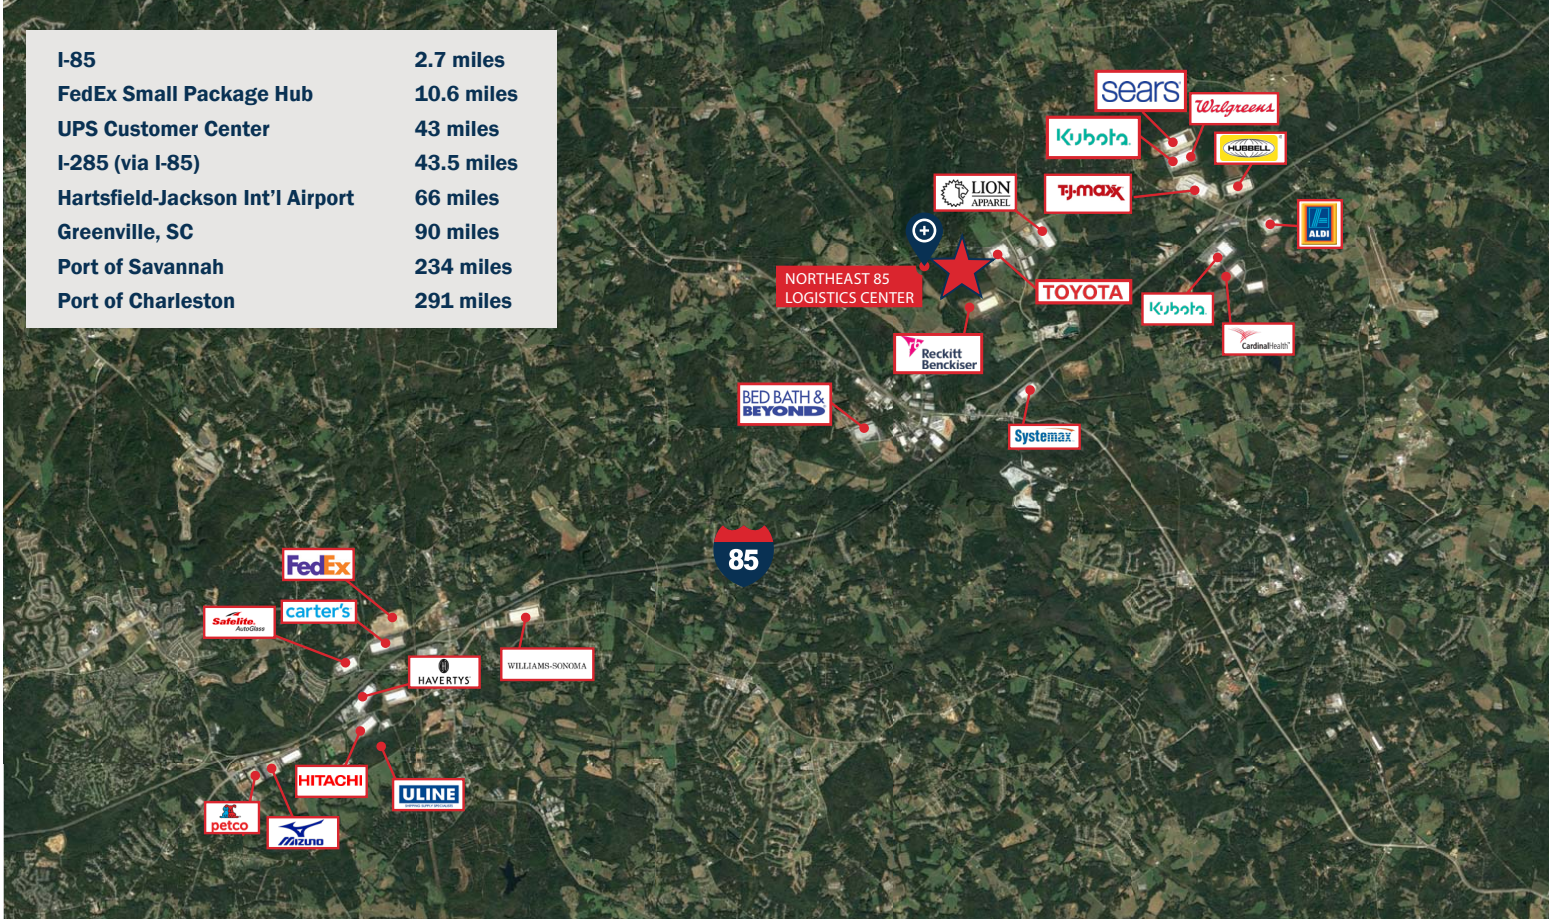 I-85 2.7 miles
FedEx Small Package Hub 10.6 miles
UPS Customer Center 43 miles
I-285 (via I-85) 43.5 miles
Hartsfield-Jackson Int'l Airport 66 miles
Greenville, SC 90 miles
Port of Savannah 234 miles
Port of Charleston 291 miles
sears
Walgreens
Kubota
HUBBELL
LION
APPAREL
T·J·maxx
ALDI
NORTHEAST 85
LOGISTICS CENTER
TOYOTA
Kubota
CardinalHealth
rb
Reckitt
Benckiser
BED BATH &
BEYOND
Systemax
85
FedEx
carter's
Safelite
AutoGlass
HAVERTYS
WILLIAMS-SONOMA
HITACHI
ULINE
petco
MIZUNO